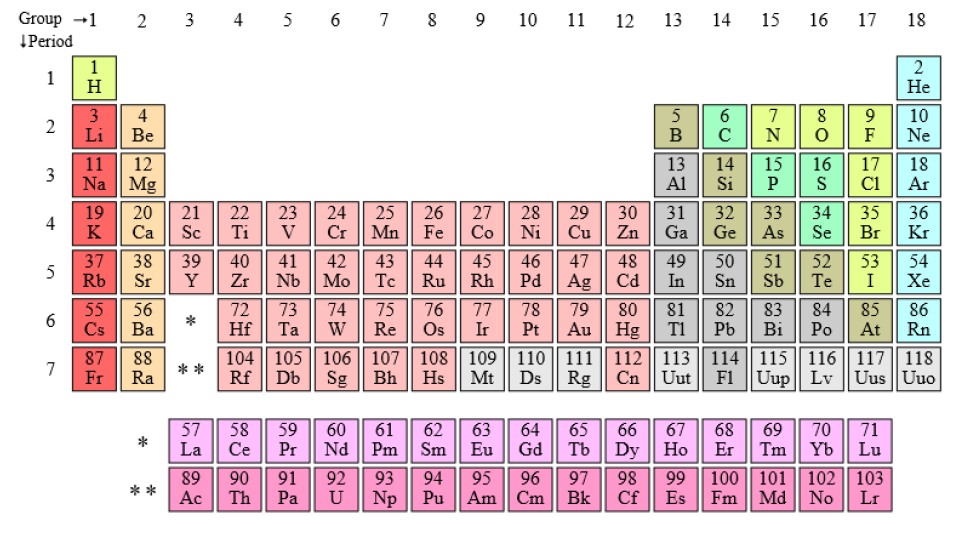 Group →1 2 3 4 5 6 7 8 9 10 11 12 13 14 15 16 17 18
↓Period
1 1 2
H He
2 3 4 5 6 7 8 9 10
Li Be B C N O F Ne
3 11 12 13 14 15 16 17 18
Na Mg Al Si P S Cl Ar
4 19 20 21 22 23 24 25 26 27 28 29 30 31 32 33 34 35 36
K Ca Sc Ti V Cr Mn Fe Co Ni Cu Zn Ga Ge As Se Br Kr
5 37 38 39 40 41 42 43 44 45 46 47 48 49 50 51 52 53 54
Rb Sr Y Zr Nb Mo Tc Ru Rh Pd Ag Cd In Sn Sb Te I Xe
6 55 56 * 72 73 74 75 76 77 78 79 80 81 82 83 84 85 86
Cs Ba Hf Ta W Re Os Ir Pt Au Hg Tl Pb Bi Po At Rn
7 87 88 ** 104 105 106 107 108 109 110 111 112 113 114 115 116 117 118
Fr Ra Rf Db Sg Bh Hs Mt Ds Rg Cn Uut Fl Uup Lv Uus Uuo
* 57 58 59 60 61 62 63 64 65 66 67 68 69 70 71
La Ce Pr Nd Pm Sm Eu Gd Tb Dy Ho Er Tm Yb Lu
** 89 90 91 92 93 94 95 96 97 98 99 100 101 102 103
Ac Th Pa U Np Pu Am Cm Bk Cf Es Fm Md No Lr